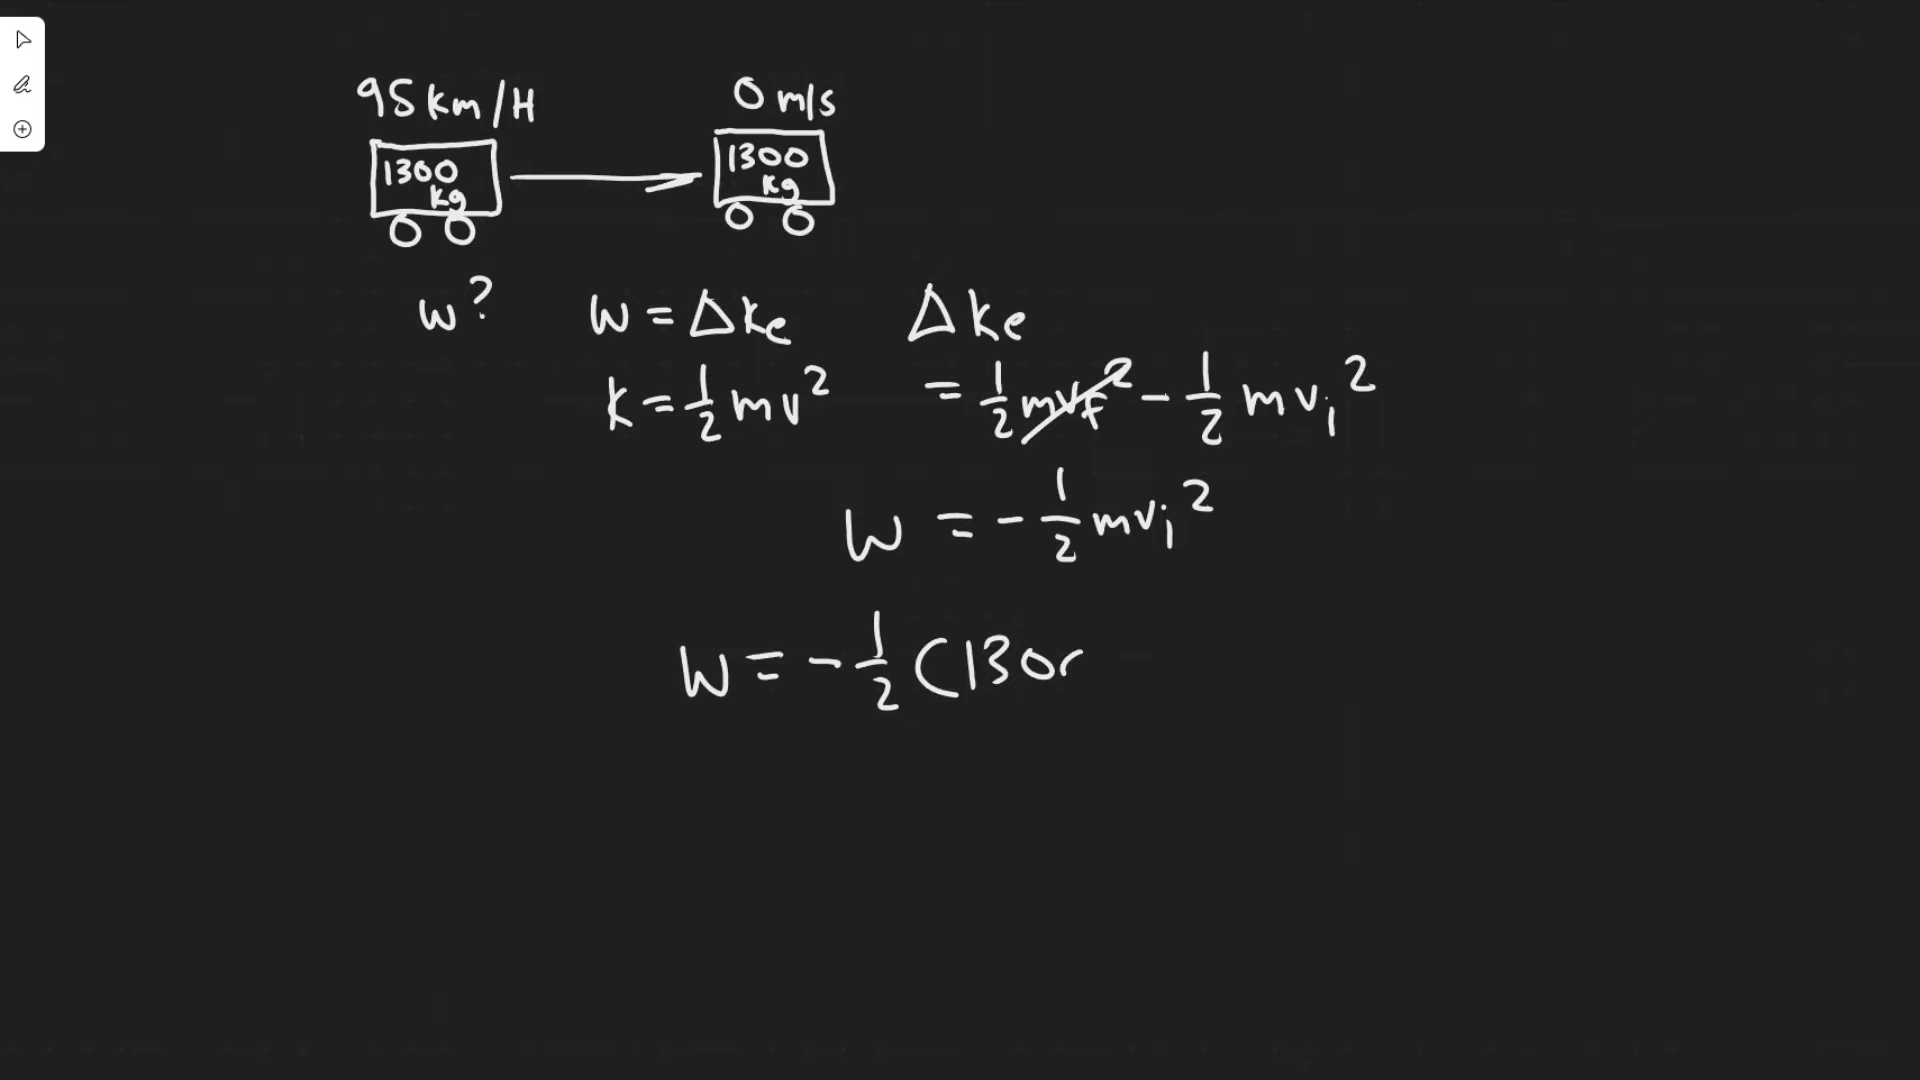 95 km/H
0 m/s
1300 kg
1300 kg
w?
w = Δke
Δke
k = 1/2 mv²
= 1/2 mvf² - 1/2 mvi²
W = - 1/2 mvi²
W = - 1/2 (130